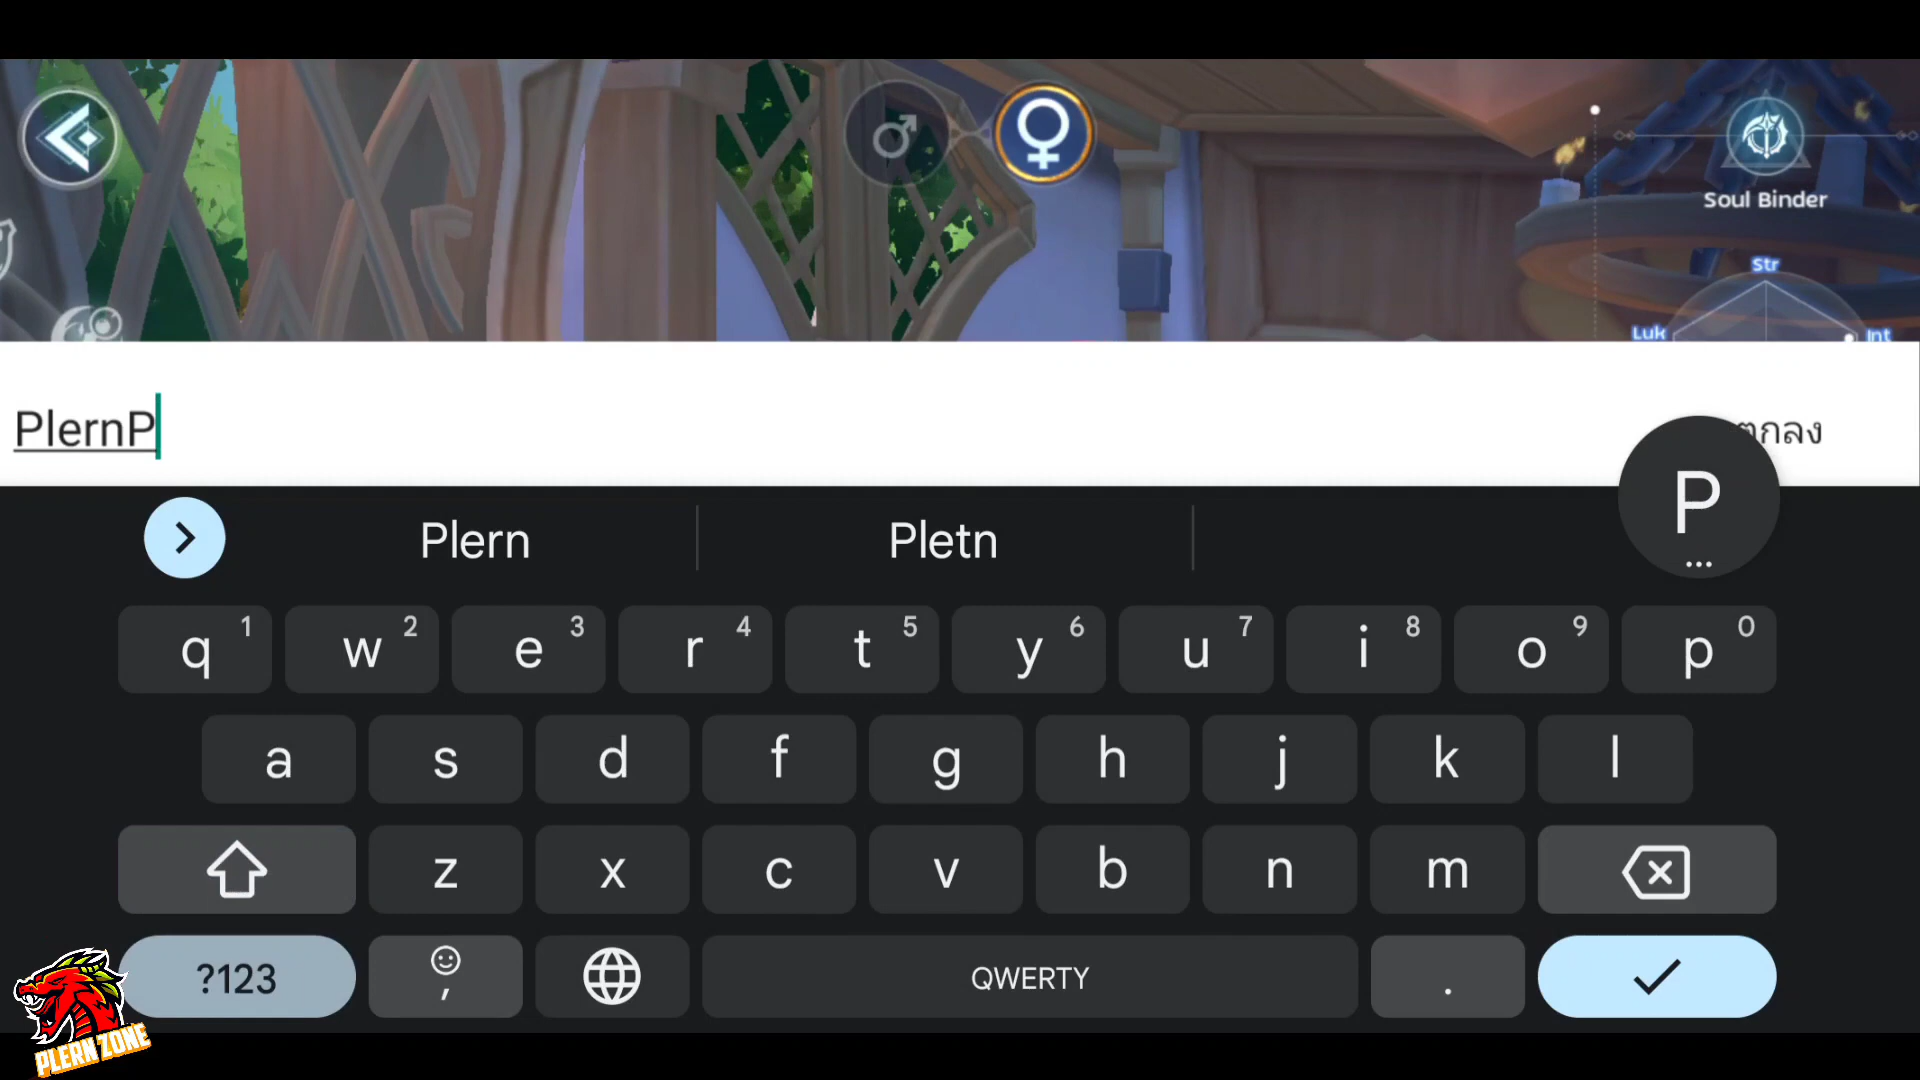 Soul Binder
Str
Luk
Int
PlernP
ตกลง
P
...
Plern
Pletn
q 1 w 2 e 3 r 4 t 5 y 6 u 7 i 8 o 9 p 0
a s d f g h j k l
z x c v b n m
?123 , QWERTY .
PLERN ZONE